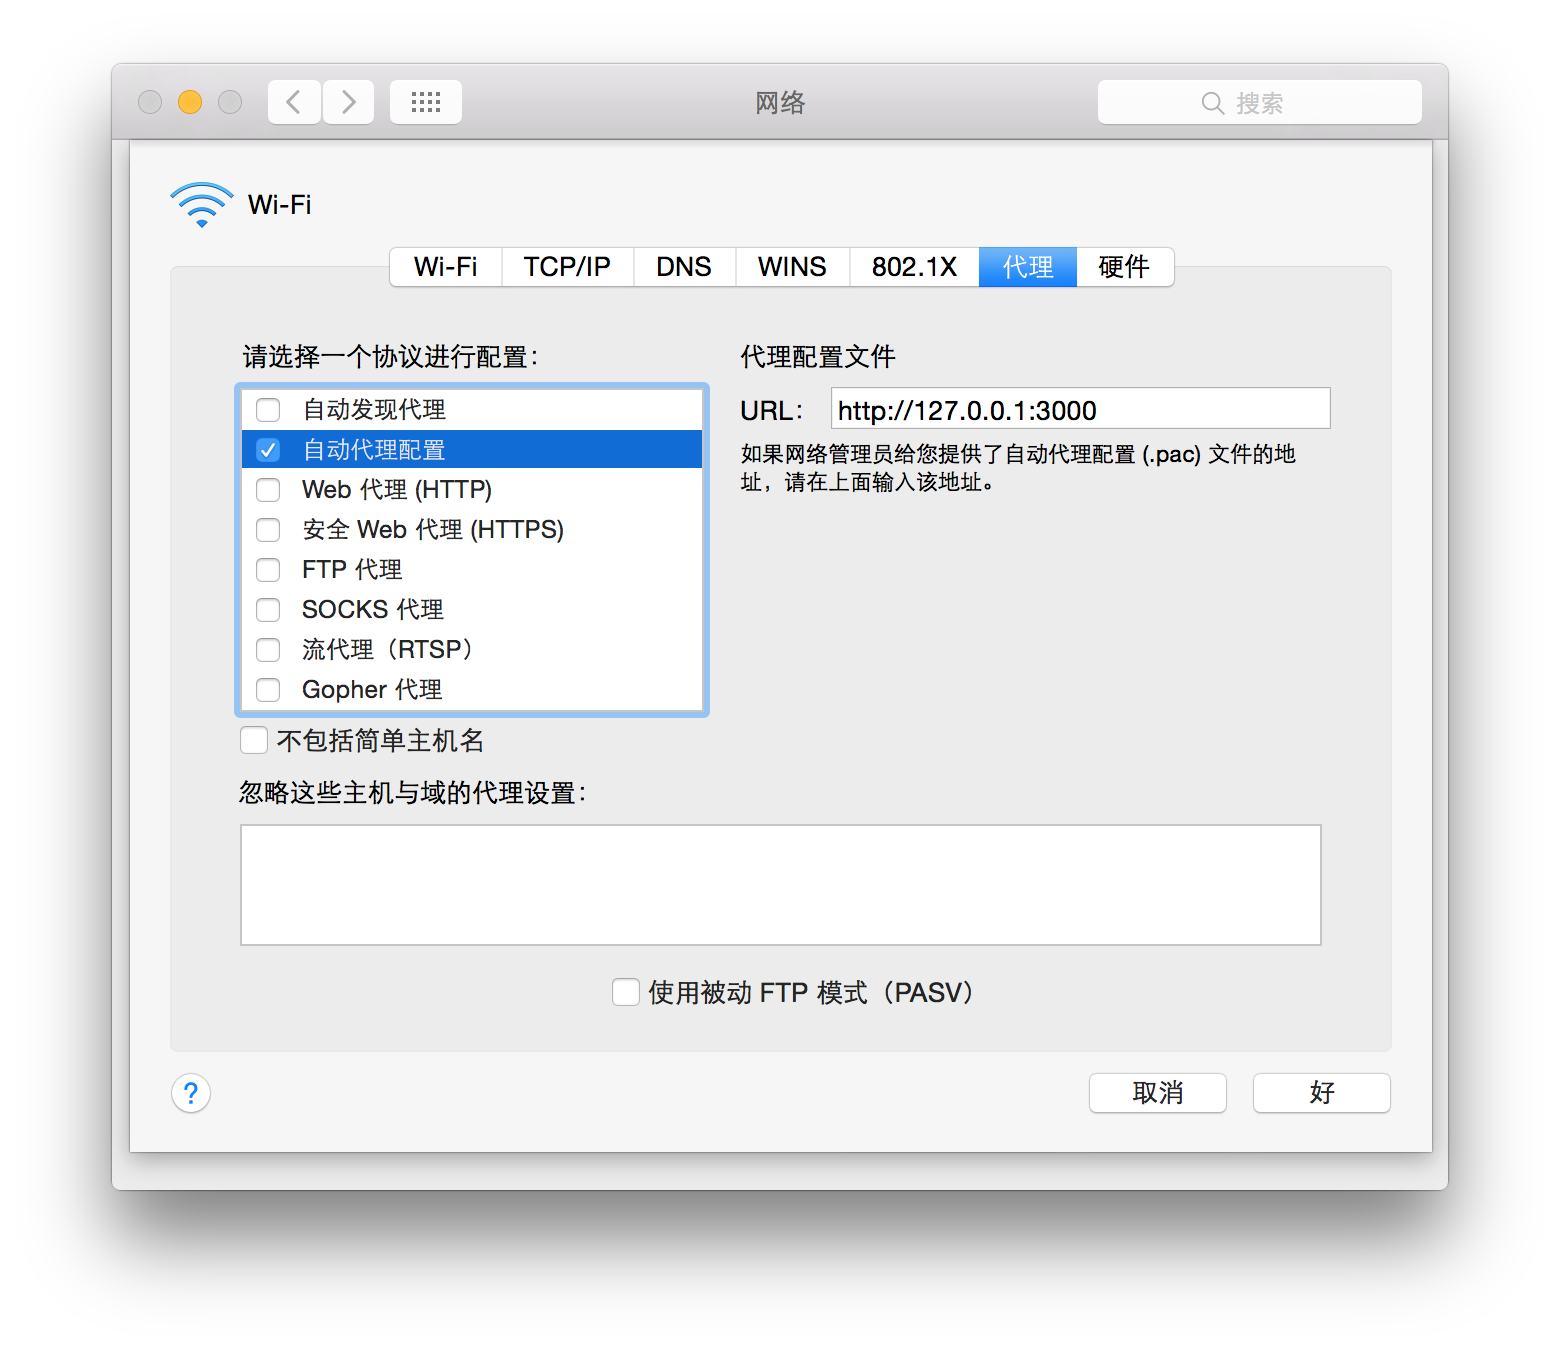 网络
搜索
Wi-Fi
Wi-Fi TCP/IP DNS WINS 802.1X 代理 硬件
请选择一个协议进行配置：
自动发现代理
自动代理配置
Web 代理 (HTTP)
安全 Web 代理 (HTTPS)
FTP 代理
SOCKS 代理
流代理（RTSP）
Gopher 代理
不包括简单主机名
代理配置文件
URL： http://127.0.0.1:3000
如果网络管理员给您提供了自动代理配置 (.pac) 文件的地
址，请在上面输入该地址。
忽略这些主机与域的代理设置：
使用被动 FTP 模式（PASV）
?
取消
好